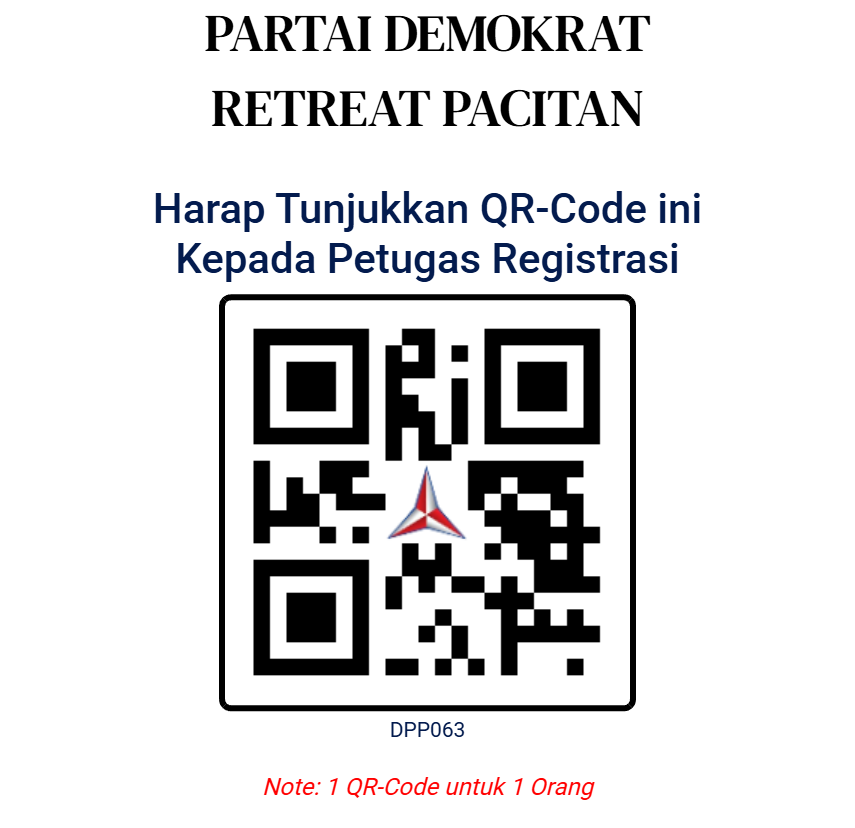 PARTAI DEMOKRAT
RETREAT PACITAN
Harap Tunjukkan QR-Code ini
Kepada Petugas Registrasi
DPP063
Note: 1 QR-Code untuk 1 Orang